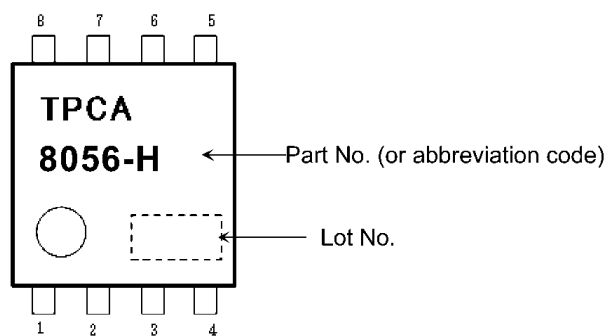 8 7 6 5
TPCA
8056-H
Part No. (or abbreviation code)
Lot No.
1 2 3 4